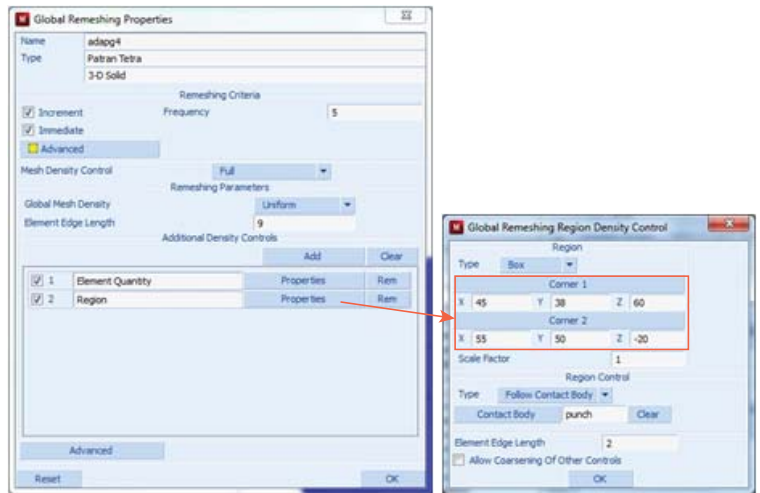 Global Remeshing Properties
Name adapg4
Type Patran Tetra
3-D Solid
Remeshing Criteria
Increment Frequency 5
Immediate
Advanced
Mesh Density Control Full
Remeshing Parameters
Global Mesh Density Uniform
Element Edge Length 9
Additional Density Controls
Add Clear
1 Element Quantity Properties Rem
2 Region Properties Rem
Advanced
Reset OK
Global Remeshing Region Density Control
Region
Type Box
Corner 1
X 45 Y 38 Z 60
Corner 2
X 55 Y 50 Z -20
Scale Factor 1
Region Control
Type Follow Contact Body
Contact Body punch Clear
Element Edge Length 2
Allow Coarsening Of Other Controls
OK